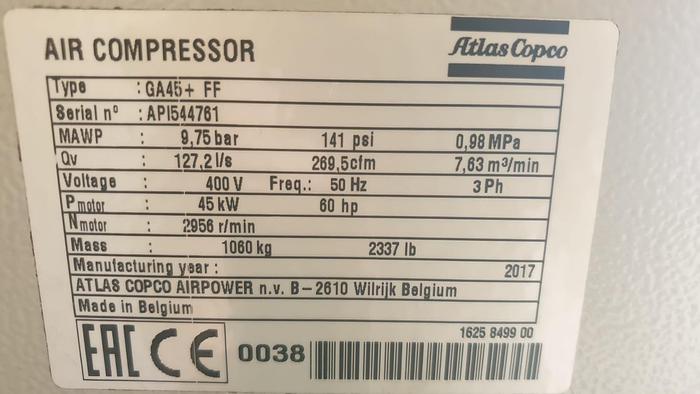 AIR COMPRESSOR
Atlas Copco
Type : GA45+ FF
Serial nº : API544761
MAWP : 9,75 bar 141 psi 0,98 MPa
Qv : 127,2 l/s 269,5cfm 7,63 m³/min
Voltage : 400 V Freq.: 50 Hz 3 Ph
P motor : 45 kW 60 hp
N motor : 2956 r/min
Mass : 1060 kg 2337 lb
Manufacturing year : 2017
ATLAS COPCO AIRPOWER n.v. B-2610 Wilrijk Belgium
Made in Belgium
1625 8499 00
EAC CE 0038